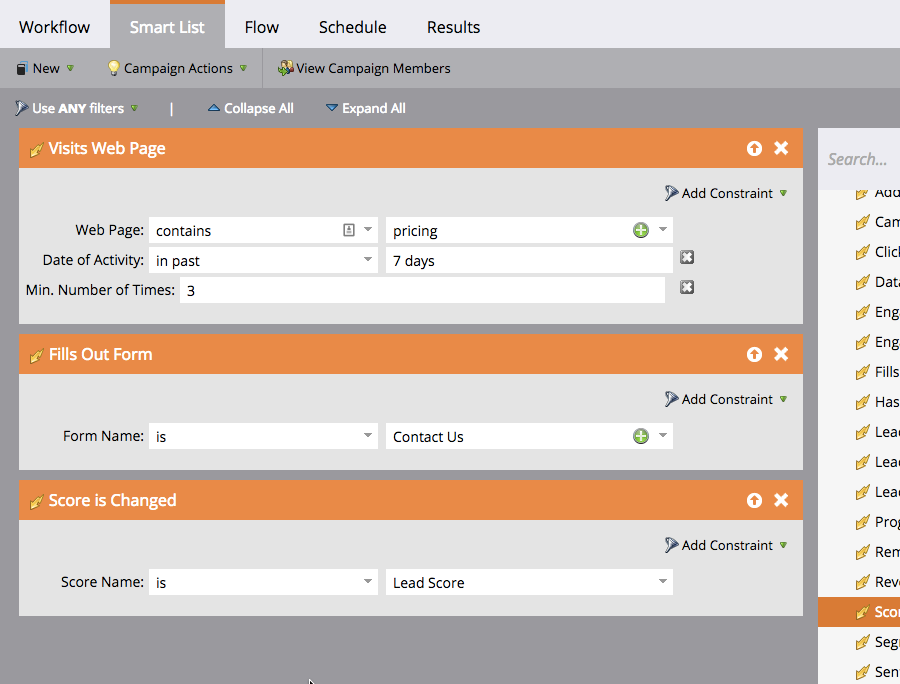 Workflow Smart List Flow Schedule Results
New Campaign Actions View Campaign Members
Use ANY filters | Collapse All Expand All
Visits Web Page
Add Constraint
Web Page: contains pricing
Date of Activity: in past 7 days
Min. Number of Times: 3
Fills Out Form
Add Constraint
Form Name: is Contact Us
Score is Changed
Add Constraint
Score Name: is Lead Score
Search...
Add
Cam
Click
Data
Eng
Eng
Fills
Has
Lead
Lead
Lead
Prog
Rem
Reve
Scor
Segr
Sen